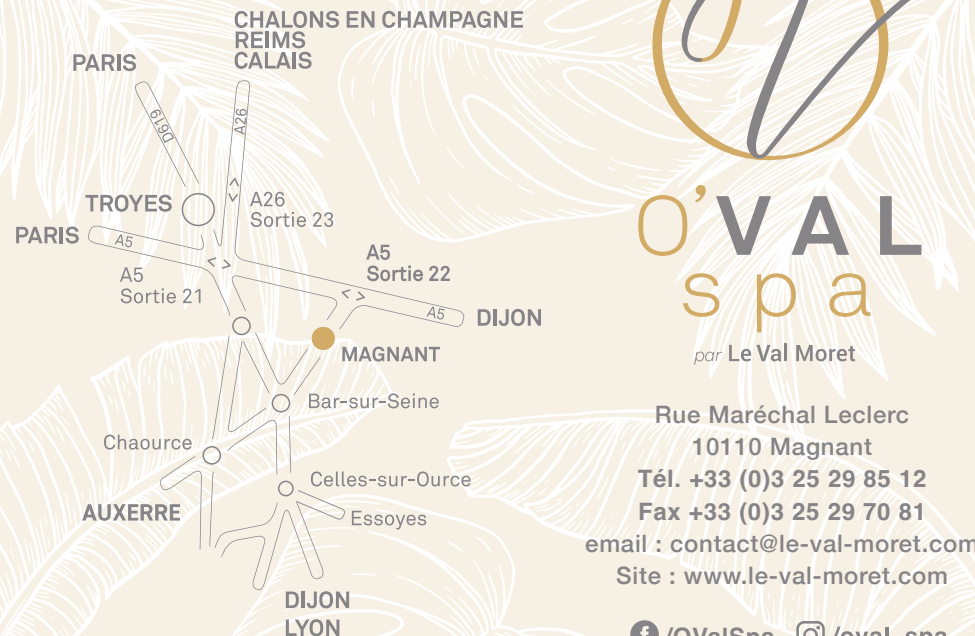 CHALONS EN CHAMPAGNE
REIMS
CALAIS
PARIS
D619
A26
TROYES
A26
Sortie 23
PARIS
A5
A5
Sortie 21
A5
Sortie 22
A5
DIJON
MAGNANT
Bar-sur-Seine
Chaource
Celles-sur-Ource
AUXERRE
Essoyes
DIJON
LYON
O'VAL
spa
par Le Val Moret
Rue Maréchal Leclerc
10110 Magnant
Tél. +33 (0)3 25 29 85 12
Fax +33 (0)3 25 29 70 81
email : contact@le-val-moret.com
Site : www.le-val-moret.com
/OValSpa /oval_spa